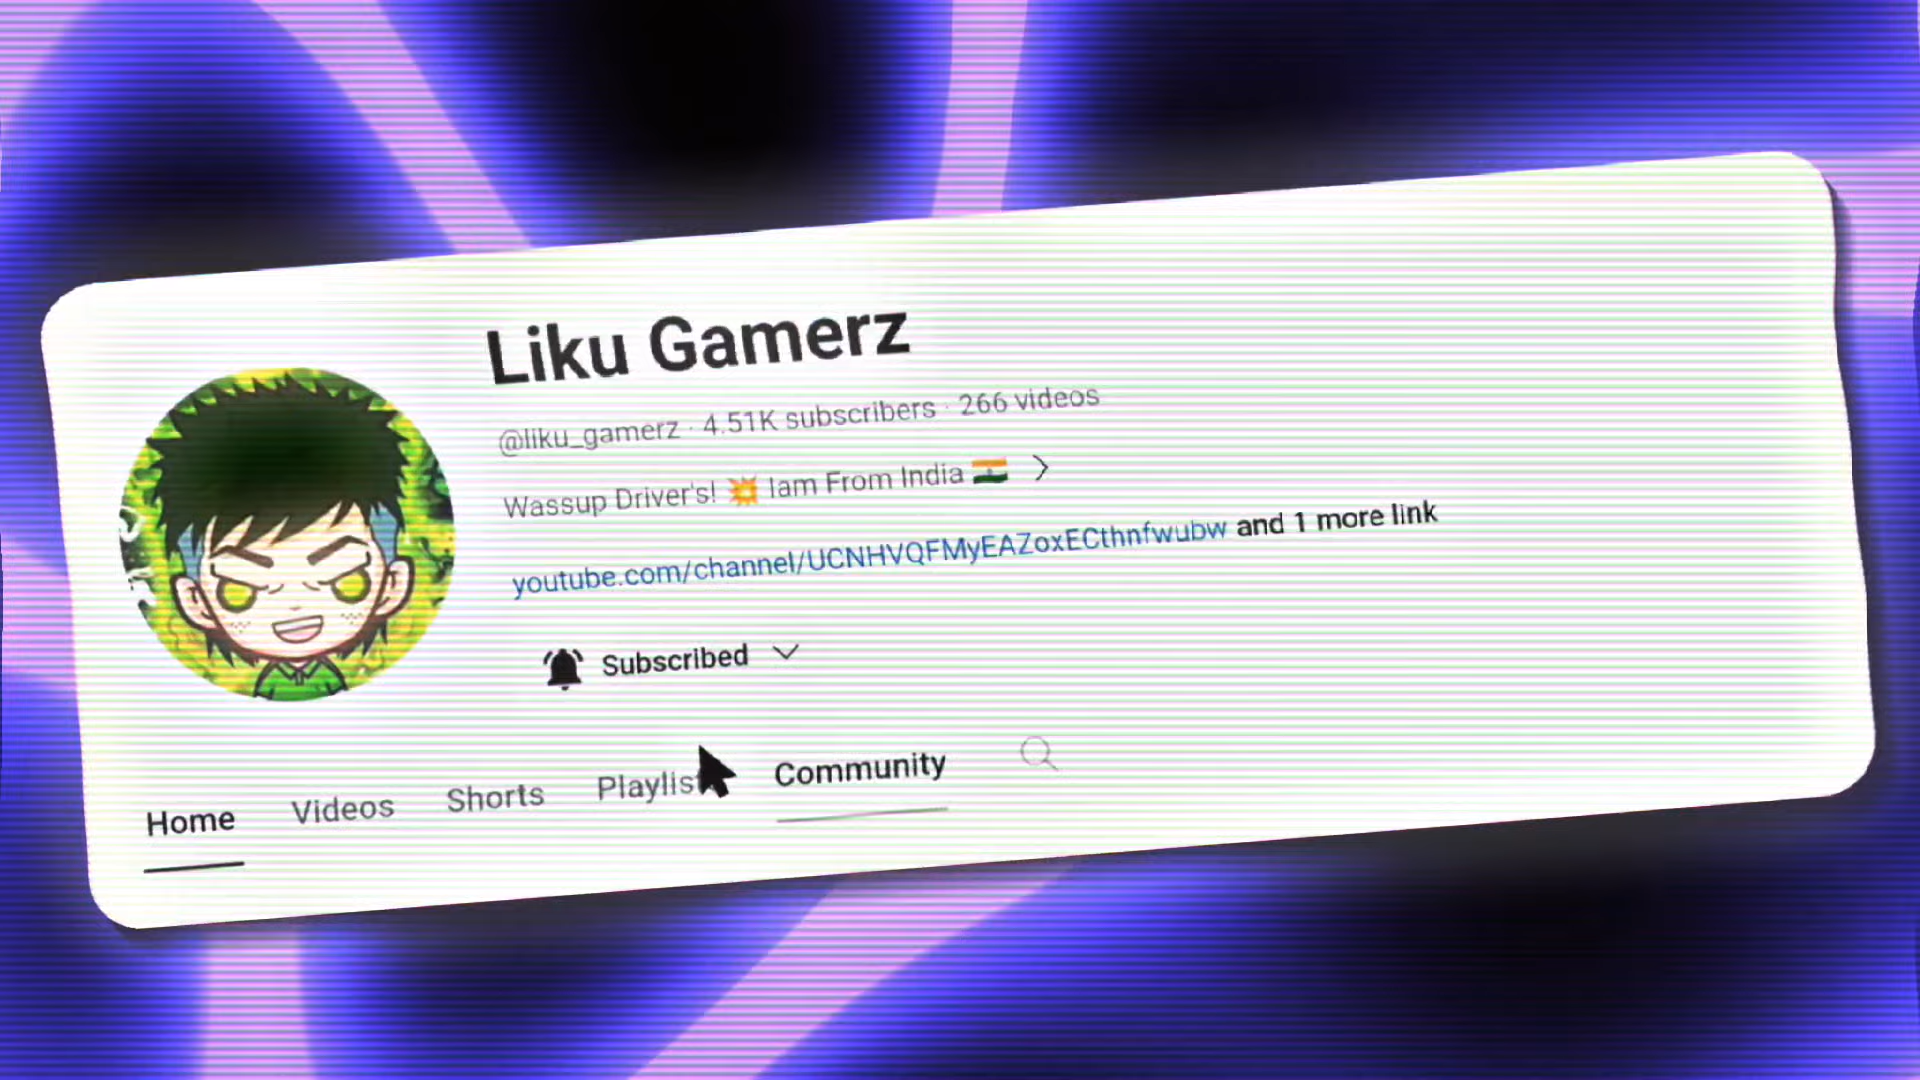 Liku Gamerz
@liku_gamerz · 4.51K subscribers · 266 videos
Wassup Driver's! 💥 Iam From India 🇮🇳 >
youtube.com/channel/UCNHVQFMyEAZoxECthnfwubw and 1 more link
Subscribed
Home Videos Shorts Playlist Community